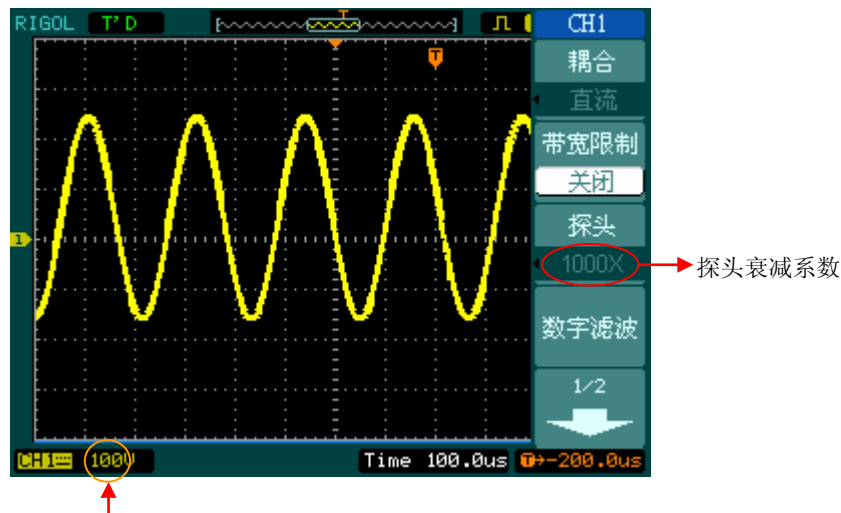 RIGOL T'D T CH1
耦合
T
直流
带宽限制
关闭
探头
1
1000X
探头衰减系数
数字滤波
1/2
CH1 100V Time 100.0us T→-200.0us